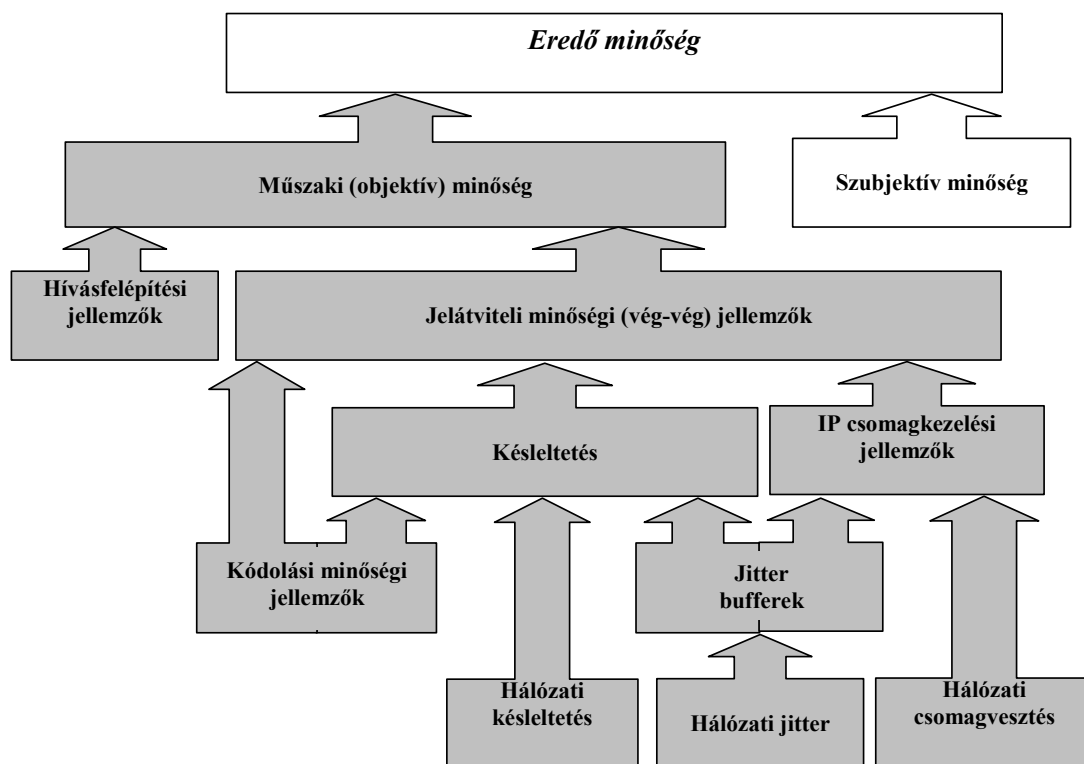 Eredő minőség
Műszaki (objektív) minőség
Szubjektív minőség
Hívásfelépítési
jellemzők
Jelátviteli minőségi (vég-vég) jellemzők
Késleltetés
IP csomagkezelési
jellemzők
Kódolási minőségi
jellemzők
Jitter
bufferek
Hálózati
késleltetés
Hálózati jitter
Hálózati
csomagvesztés